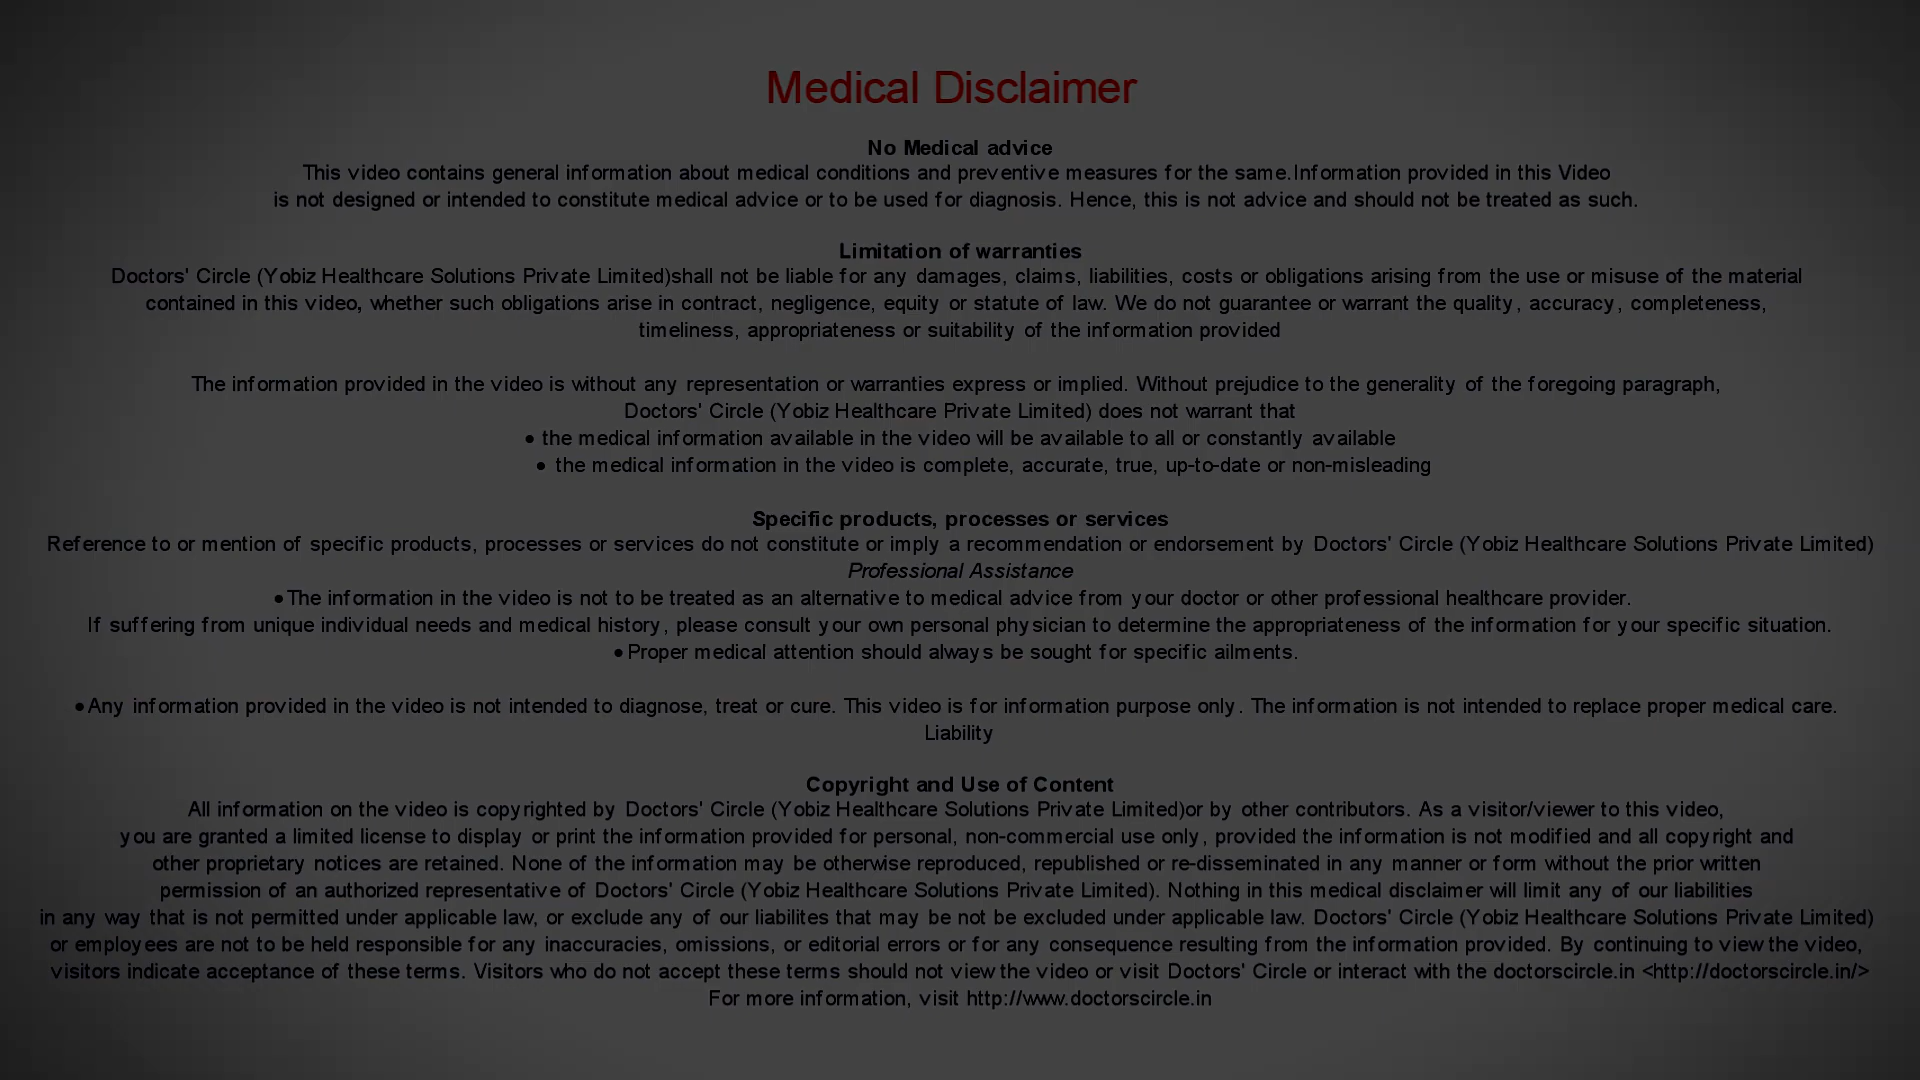 Medical Disclaimer
No Medical advice
This video contains general information about medical conditions and preventive measures for the same.Information provided in this Video
is not designed or intended to constitute medical advice or to be used for diagnosis. Hence, this is not advice and should not be treated as such.
Limitation of warranties
Doctors' Circle (Yobiz Healthcare Solutions Private Limited)shall not be liable for any damages, claims, liabilities, costs or obligations arising from the use or misuse of the material
contained in this video, whether such obligations arise in contract, negligence, equity or statute of law. We do not guarantee or warrant the quality, accuracy, completeness,
timeliness, appropriateness or suitability of the information provided
The information provided in the video is without any representation or warranties express or implied. Without prejudice to the generality of the foregoing paragraph,
Doctors' Circle (Yobiz Healthcare Private Limited) does not warrant that
• the medical information available in the video will be available to all or constantly available
• the medical information in the video is complete, accurate, true, up-to-date or non-misleading
Specific products, processes or services
Reference to or mention of specific products, processes or services do not constitute or imply a recommendation or endorsement by Doctors' Circle (Yobiz Healthcare Solutions Private Limited)
Professional Assistance
•The information in the video is not to be treated as an alternative to medical advice from your doctor or other professional healthcare provider.
If suffering from unique individual needs and medical history, please consult your own personal physician to determine the appropriateness of the information for your specific situation.
•Proper medical attention should always be sought for specific ailments.
•Any information provided in the video is not intended to diagnose, treat or cure. This video is for information purpose only. The information is not intended to replace proper medical care.
Liability
Copyright and Use of Content
All information on the video is copyrighted by Doctors' Circle (Yobiz Healthcare Solutions Private Limited)or by other contributors. As a visitor/viewer to this video,
you are granted a limited license to display or print the information provided for personal, non-commercial use only, provided the information is not modified and all copyright and
other proprietary notices are retained. None of the information may be otherwise reproduced, republished or re-disseminated in any manner or form without the prior written
permission of an authorized representative of Doctors' Circle (Yobiz Healthcare Solutions Private Limited). Nothing in this medical disclaimer will limit any of our liabilities
in any way that is not permitted under applicable law, or exclude any of our liabilites that may be not be excluded under applicable law. Doctors' Circle (Yobiz Healthcare Solutions Private Limited)
or employees are not to be held responsible for any inaccuracies, omissions, or editorial errors or for any consequence resulting from the information provided. By continuing to view the video,
visitors indicate acceptance of these terms. Visitors who do not accept these terms should not view the video or visit Doctors' Circle or interact with the doctorscircle.in <http://doctorscircle.in/>
For more information, visit http://www.doctorscircle.in